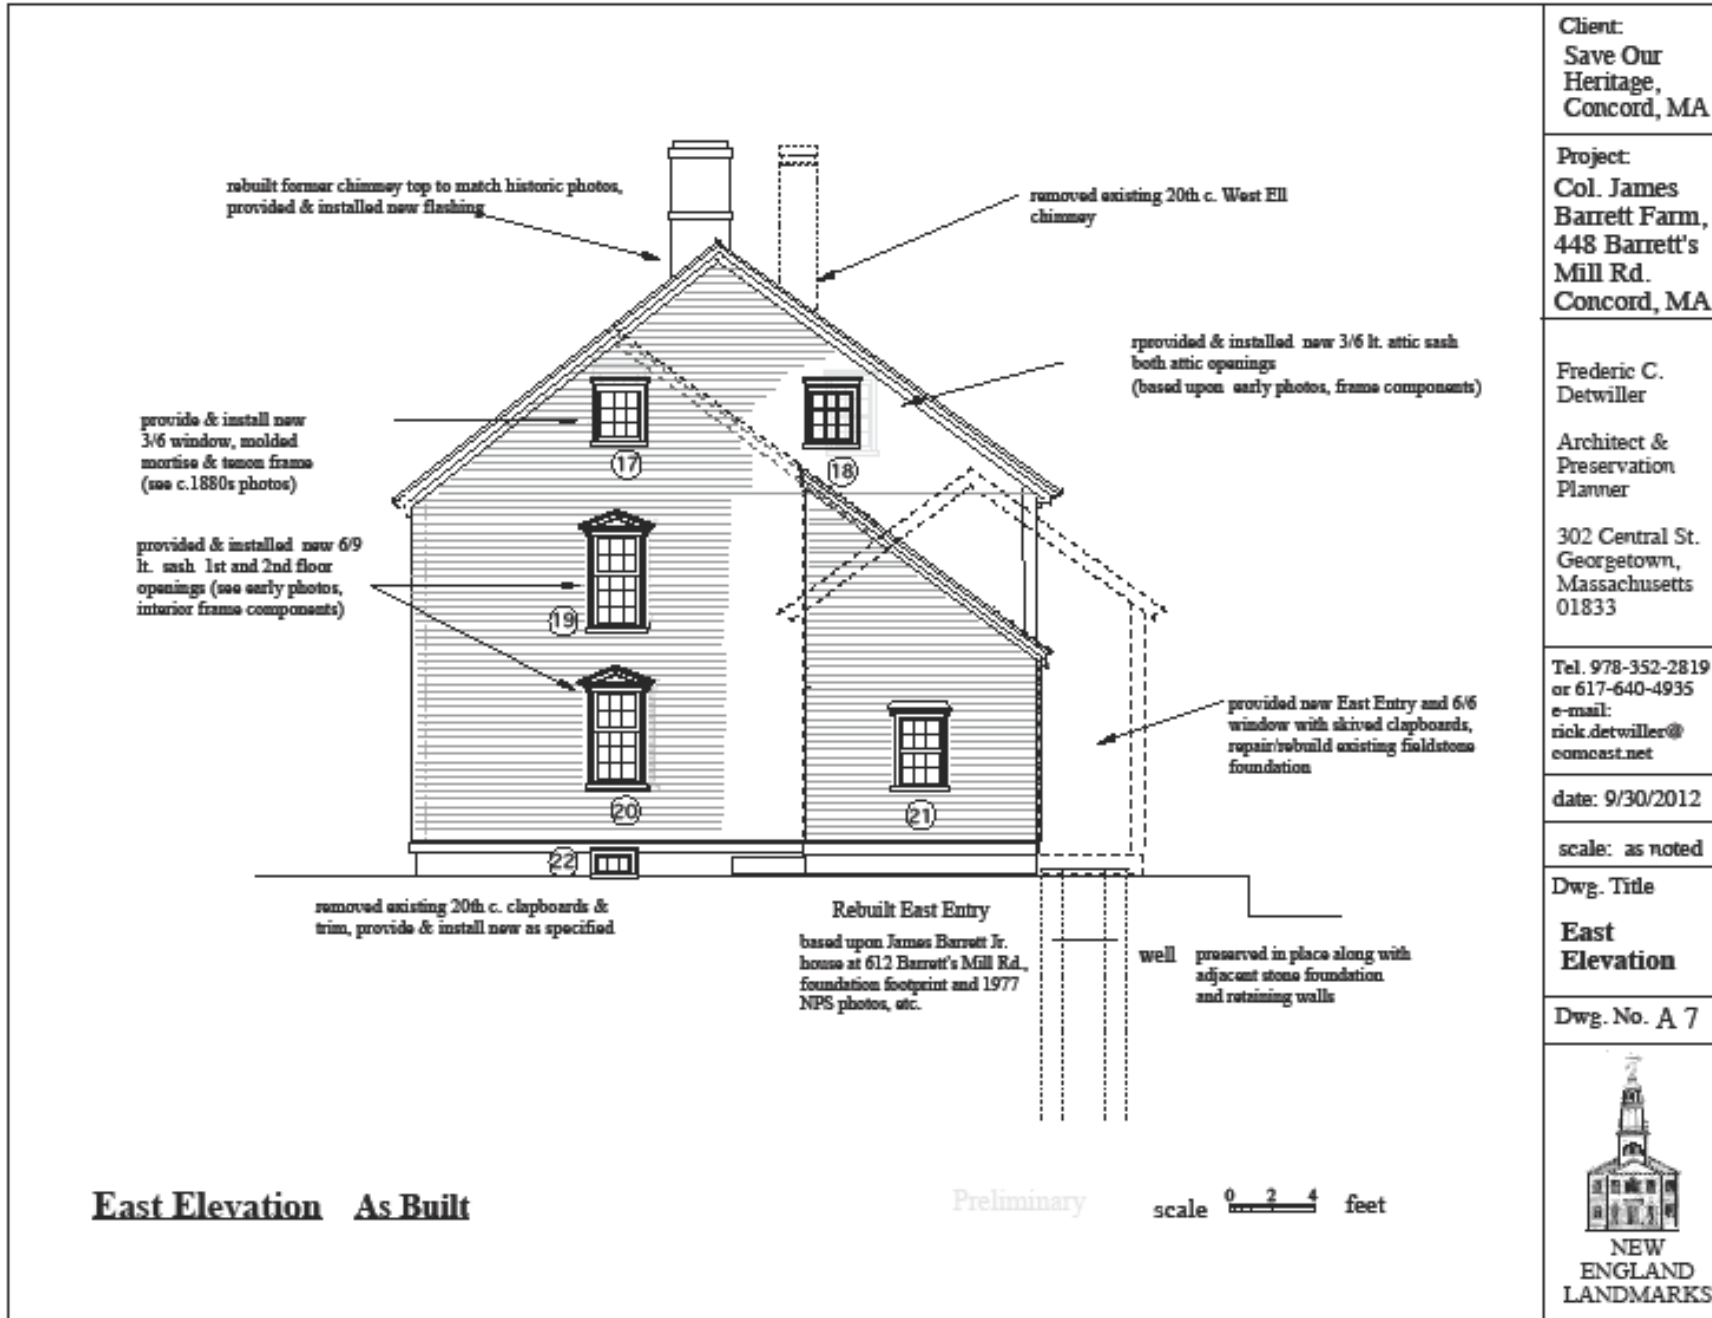 rebuilt former chimney top to match historic photos,
provided & installed new flashing
removed existing 20th c. West Ell
chimney
rprovided & installed new 3/6 lt. attic sash
both attic openings
(based upon early photos, frame components)
provide & install new
3/6 window, molded
mortise & tenon frame
(see c.1880s photos)
17
18
provided & installed new 6/9
lt. sash 1st and 2nd floor
openings (see early photos,
interior frame components)
19
provided new East Entry and 6/6
window with skived clapboards,
repair/rebuild existing fieldstone
foundation
20
21
22
removed existing 20th c. clapboards &
trim, provide & install new as specified
Rebuilt East Entry
based upon James Barrett Jr.
house at 612 Barrett's Mill Rd.,
foundation footprint and 1977
NPS photos, etc.
well preserved in place along with
adjacent stone foundation
and retaining walls
East Elevation As Built
Preliminary
scale 0 2 4 feet
Client:
Save Our
Heritage,
Concord, MA
Project:
Col. James
Barrett Farm,
448 Barrett's
Mill Rd.
Concord, MA
Frederic C.
Detwiller
Architect &
Preservation
Planner
302 Central St.
Georgetown,
Massachusetts
01833
Tel. 978-352-2819
or 617-640-4935
e-mail:
rick.detwiller@
comcast.net
date: 9/30/2012
scale: as noted
Dwg. Title
East
Elevation
Dwg. No. A 7
NEW
ENGLAND
LANDMARKS